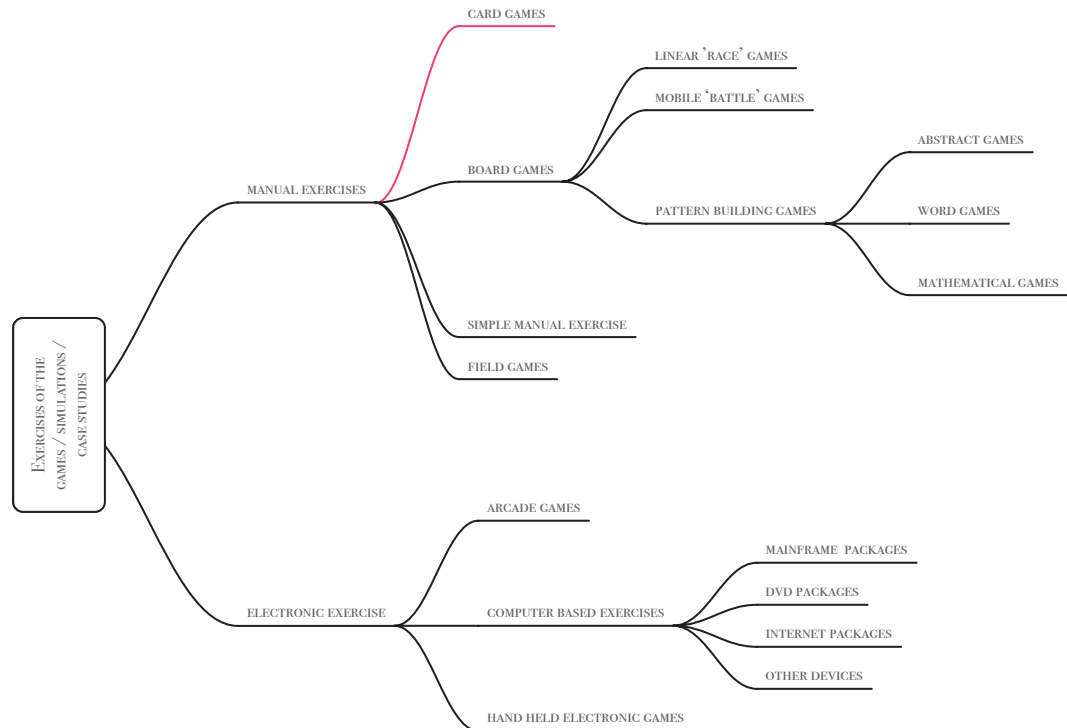 CARD GAMES
LINEAR ’RACE’ GAMES
MOBILE ‘BATTLE’ GAMES
ABSTRACT GAMES
BOARD GAMES
MANUAL EXERCISES
PATTERN BUILDING GAMES
WORD GAMES
MATHEMATICAL GAMES
SIMPLE MANUAL EXERCISE
FIELD GAMES
EXERCISES OF THE
GAMES / SIMULATIONS /
CASE STUDIES
ARCADE GAMES
MAINFRAME PACKAGES
DVD PACKAGES
ELECTRONIC EXERCISE
COMPUTER BASED EXERCISES
INTERNET PACKAGES
OTHER DEVICES
HAND HELD ELECTRONIC GAMES